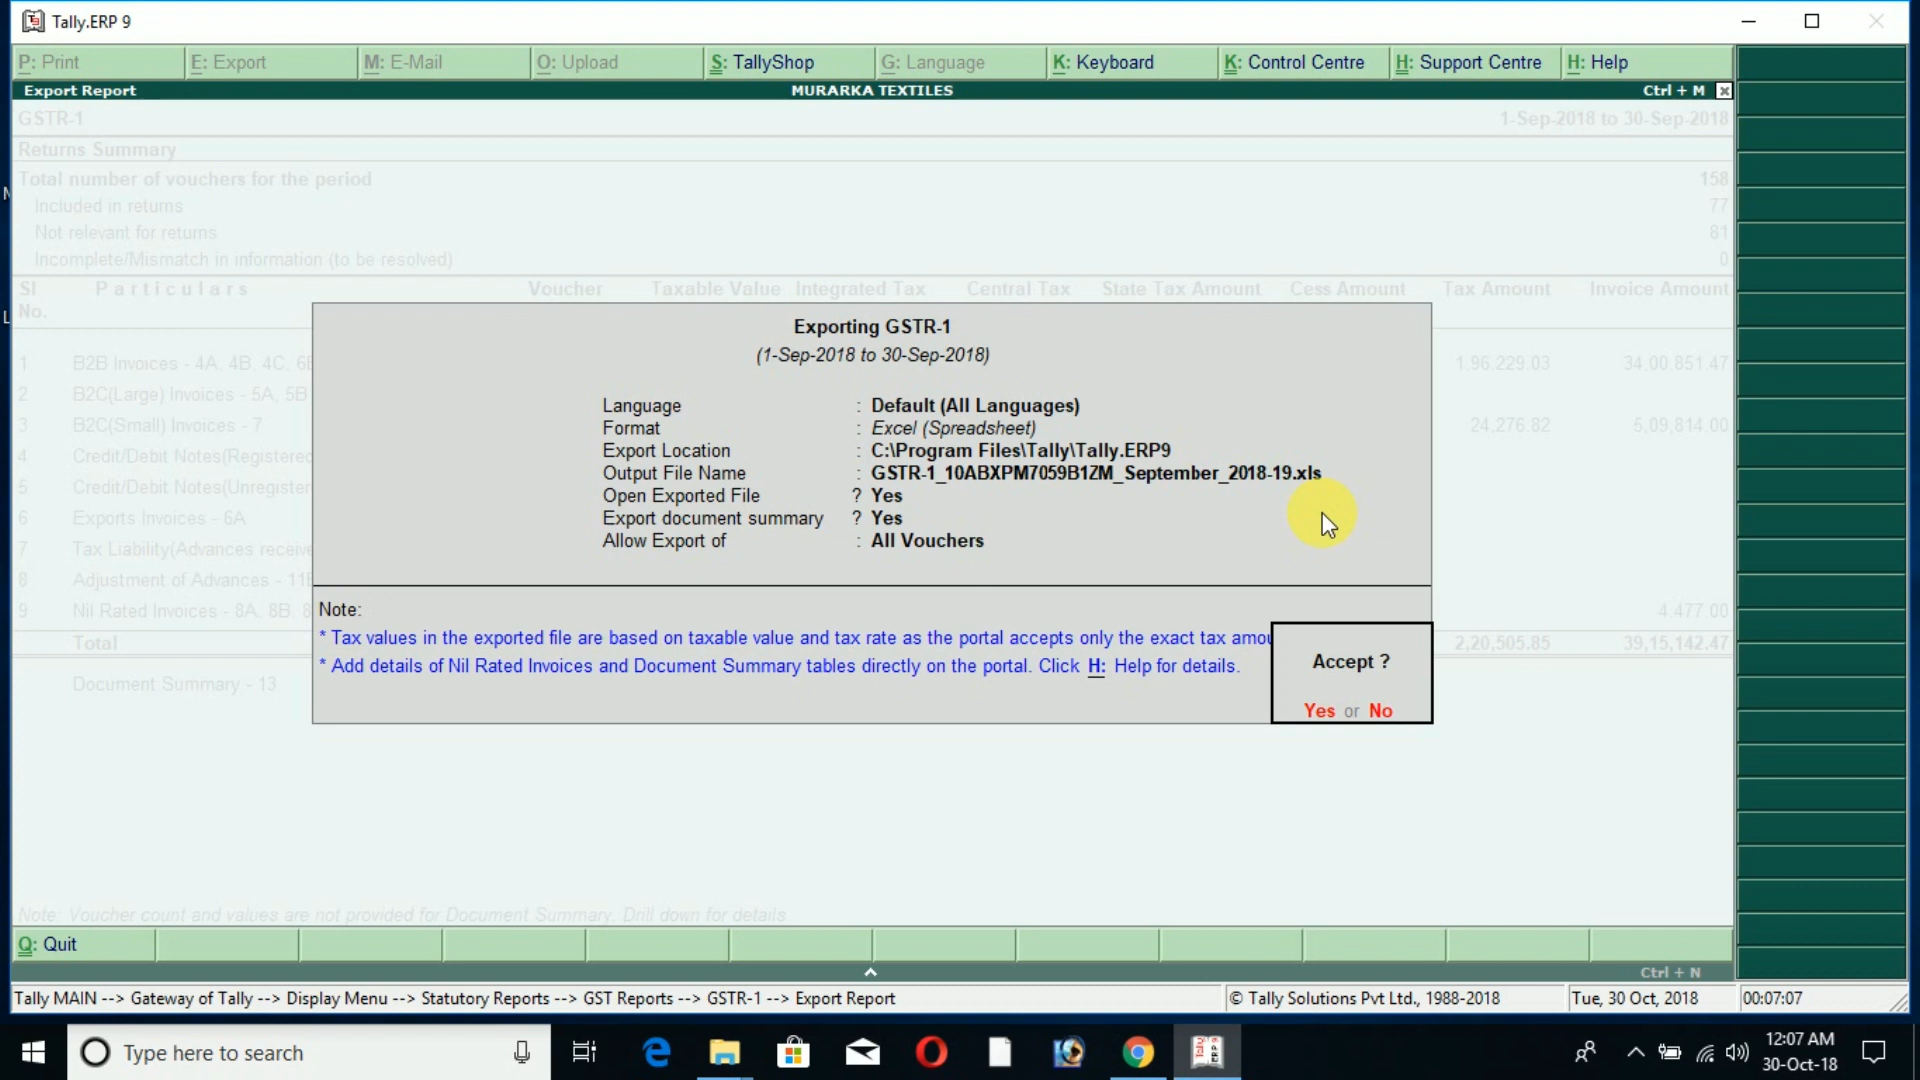 Tally.ERP 9
P: Print E: Export M: E-Mail O: Upload S: TallyShop G: Language K: Keyboard K: Control Centre H: Support Centre H: Help
Export Report MURARKA TEXTILES Ctrl + M
GSTR-1 1-Sep-2018 to 30-Sep-2018
Returns Summary
Total number of vouchers for the period 158
Included in returns 77
Not relevant for returns 81
Incomplete/Mismatch in information (to be resolved) 0
Sl Particulars Voucher Taxable Value Integrated Tax Central Tax State Tax Amount Cess Amount Tax Amount Invoice Amount
No.
Exporting GSTR-1
(1-Sep-2018 to 30-Sep-2018)
1 B2B Invoices - 4A, 4B, 4C, 6B 1,96,229.03 34,00,851.47
2 B2C(Large) Invoices - 5A, 5B
Language : Default (All Languages)
3 B2C(Small) Invoices - 7 24,276.82 5,09,814.00
Format : Excel (Spreadsheet)
Export Location : C:\Program Files\Tally\Tally.ERP9
4 Credit/Debit Notes(Registered
Output File Name : GSTR-1_10ABXPM7059B1ZM_September_2018-19.xls
5 Credit/Debit Notes(Unregister
Open Exported File ? Yes
6 Exports Invoices - 6A
Export document summary ? Yes
Allow Export of : All Vouchers
7 Tax Liability(Advances receive
8 Adjustment of Advances - 11
9 Nil Rated Invoices - 8A, 8B, 8 4,477.00
Note:
Total 2,20,505.85 39,15,142.47
* Tax values in the exported file are based on taxable value and tax rate as the portal accepts only the exact tax amou
* Add details of Nil Rated Invoices and Document Summary tables directly on the portal. Click H: Help for details.
Accept ?
Yes or No
Document Summary - 13
Note: Voucher count and values are not provided for Document Summary. Drill down for details
Q: Quit
Ctrl + N
Tally MAIN --> Gateway of Tally --> Display Menu --> Statutory Reports --> GST Reports --> GSTR-1 --> Export Report © Tally Solutions Pvt Ltd., 1988-2018 Tue, 30 Oct, 2018 00:07:07
Type here to search
12:07 AM
30-Oct-18